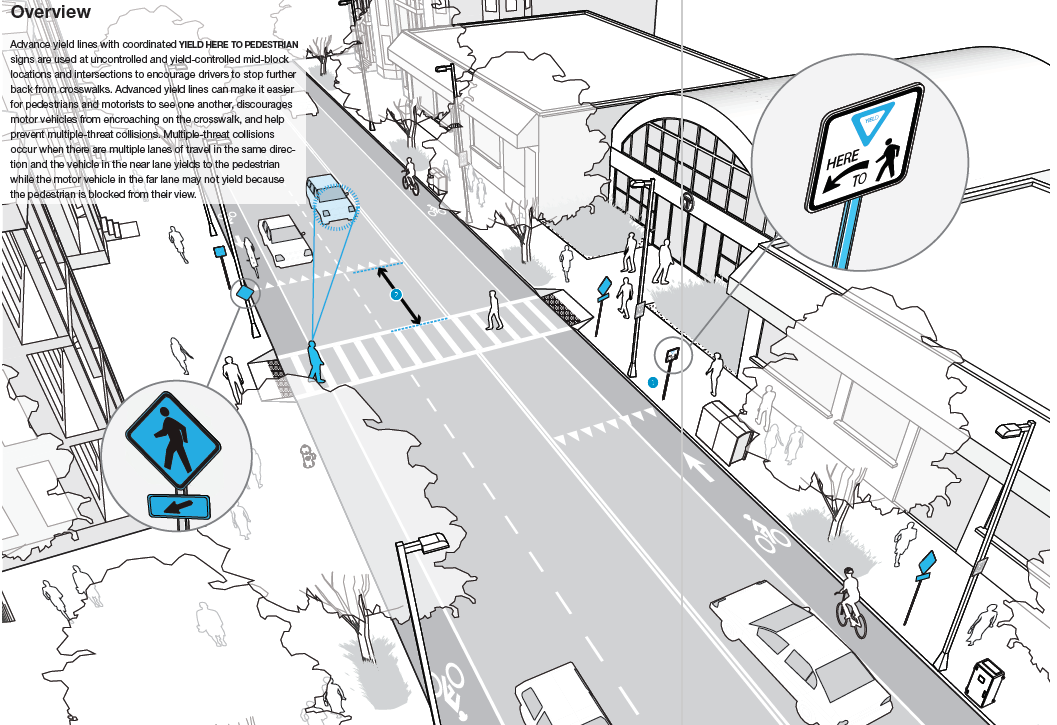 Overview
Advance yield lines with coordinated YIELD HERE TO PEDESTRIAN
signs are used at uncontrolled and yield-controlled mid-block
locations and intersections to encourage drivers to stop further
back from crosswalks. Advanced yield lines can make it easier
for pedestrians and motorists to see one another, discourages
motor vehicles from encroaching on the crosswalk, and help
prevent multiple-threat collisions. Multiple-threat collisions
occur when there are multiple lanes of travel in the same direc-
tion and the vehicle in the near lane yields to the pedestrian
while the motor vehicle in the far lane may not yield because
the pedestrian is blocked from their view.
YIELD
HERE
TO
2
1